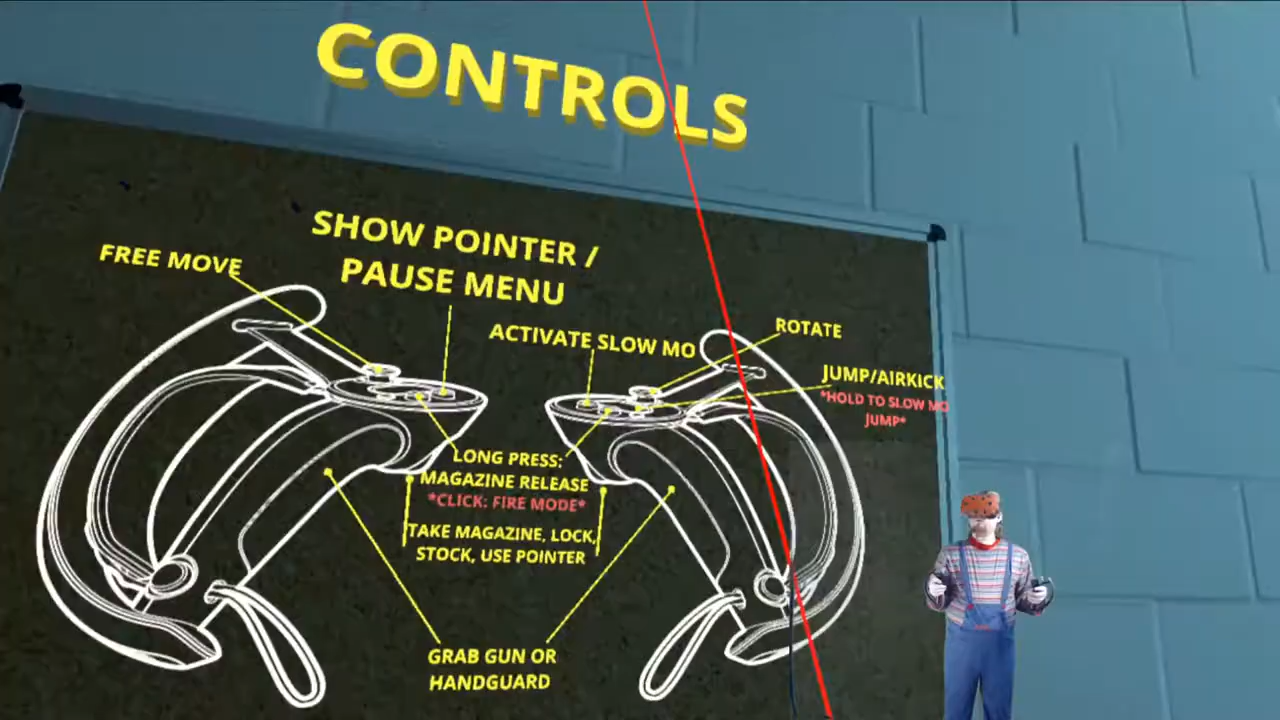 CONTROLS
SHOW POINTER /
PAUSE MENU
FREE MOVE
ACTIVATE SLOW MO
ROTATE
JUMP/AIRKICK
*HOLD TO SLOW MO
JUMP*
LONG PRESS:
MAGAZINE RELEASE
*CLICK: FIRE MODE*
TAKE MAGAZINE, LOCK,
STOCK, USE POINTER
GRAB GUN OR
HANDGUARD